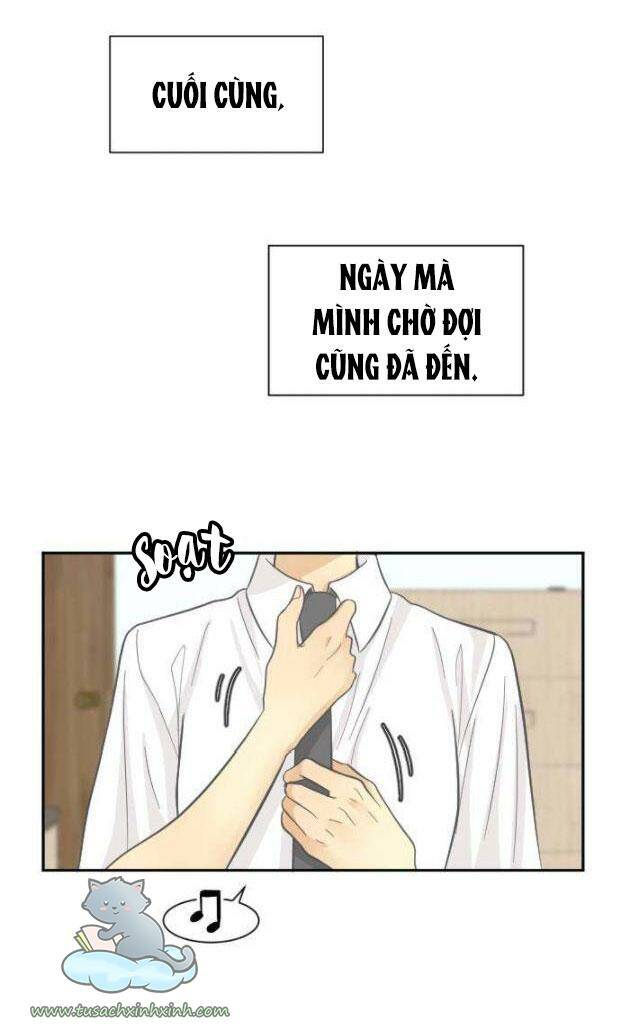 CUỐI CÙNG,
NGÀY MÀ
MÌNH CHỜ ĐỢI
CŨNG ĐÃ ĐẾN.
soạt
www.tusachxinhxinh.com